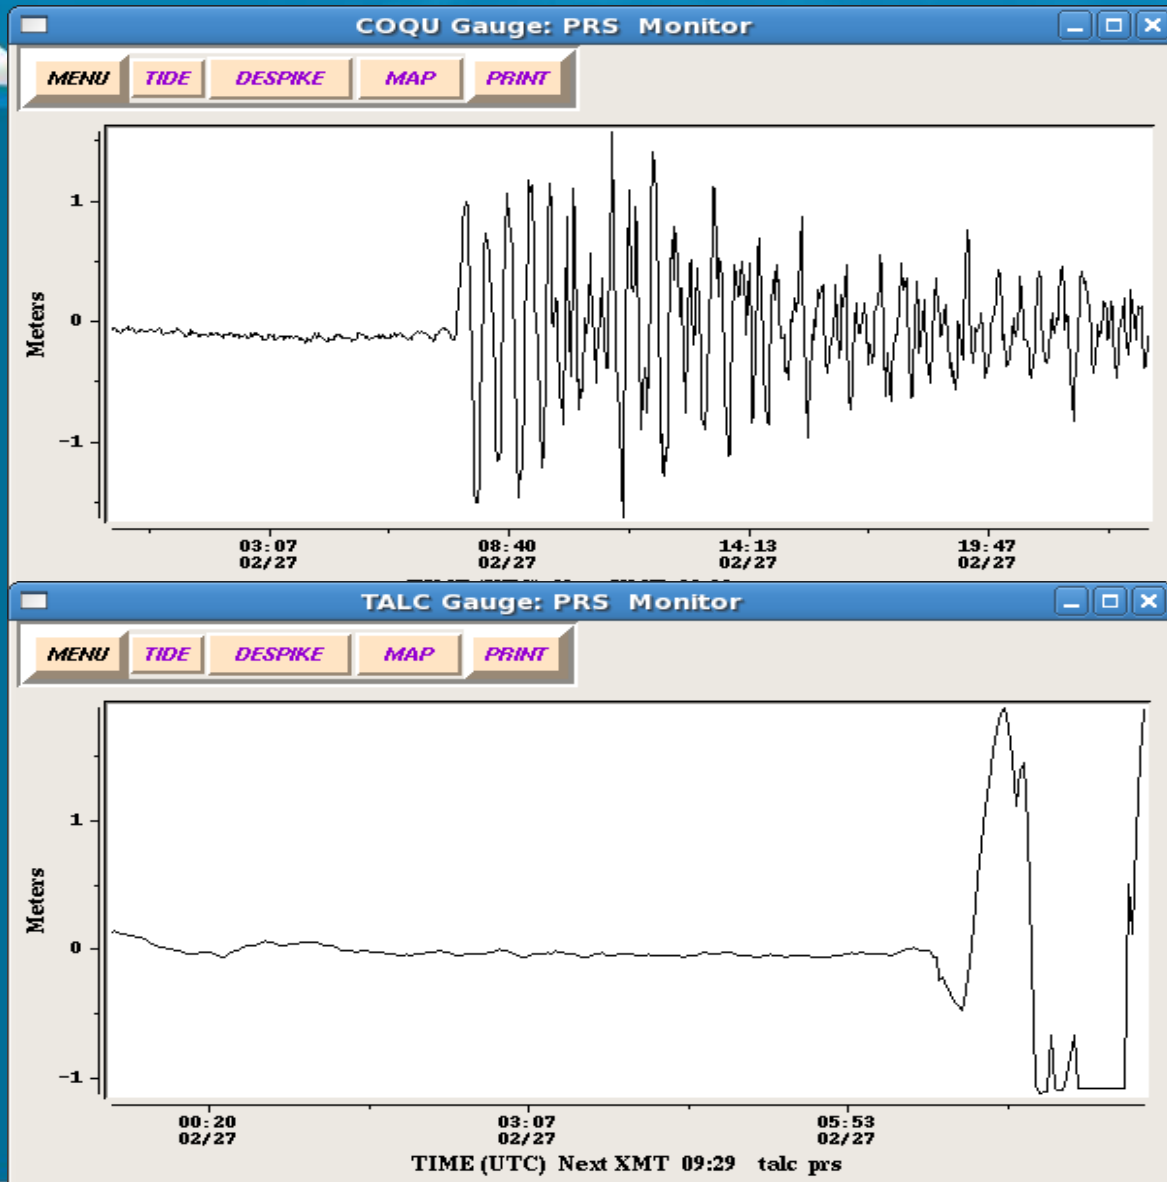 COQU Gauge: PRS Monitor
MENU TIDE DESPIKE MAP PRINT
Meters
1
0
-1
03:07 08:40 14:13 19:47
02/27 02/27 02/27 02/27
TALC Gauge: PRS Monitor
MENU TIDE DESPIKE MAP PRINT
Meters
1
0
-1
00:20 03:07 05:53
02/27 02/27 02/27
TIME (UTC) Next XMT 09:29 talc prs